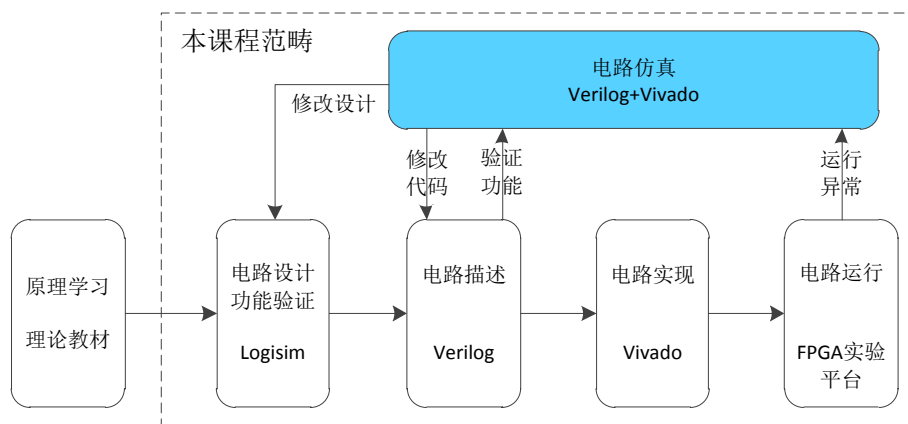 本课程范畴
电路仿真
Verilog+Vivado
修改设计
修改
代码
验证
功能
运行
异常
原理学习
理论教材
电路设计
功能验证
Logisim
电路描述
Verilog
电路实现
Vivado
电路运行
FPGA实验
平台